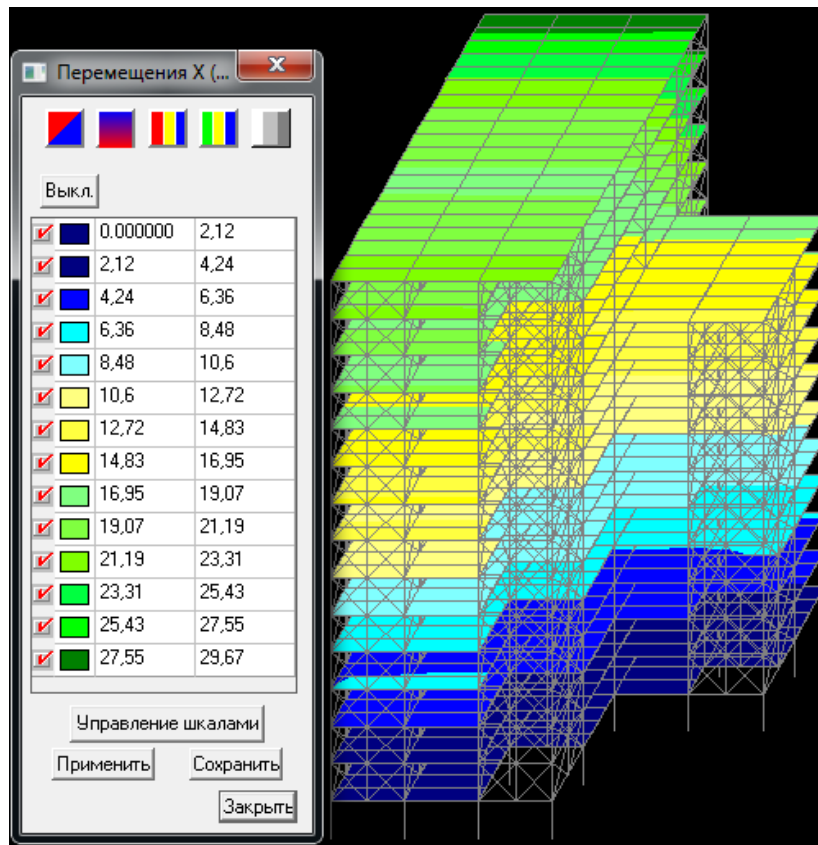 Перемещения X (...
Выкл.
0.000000 2,12
2,12 4,24
4,24 6,36
6,36 8,48
8,48 10,6
10,6 12,72
12,72 14,83
14,83 16,95
16,95 19,07
19,07 21,19
21,19 23,31
23,31 25,43
25,43 27,55
27,55 29,67
Управление шкалами
Применить Сохранить
Закрыть